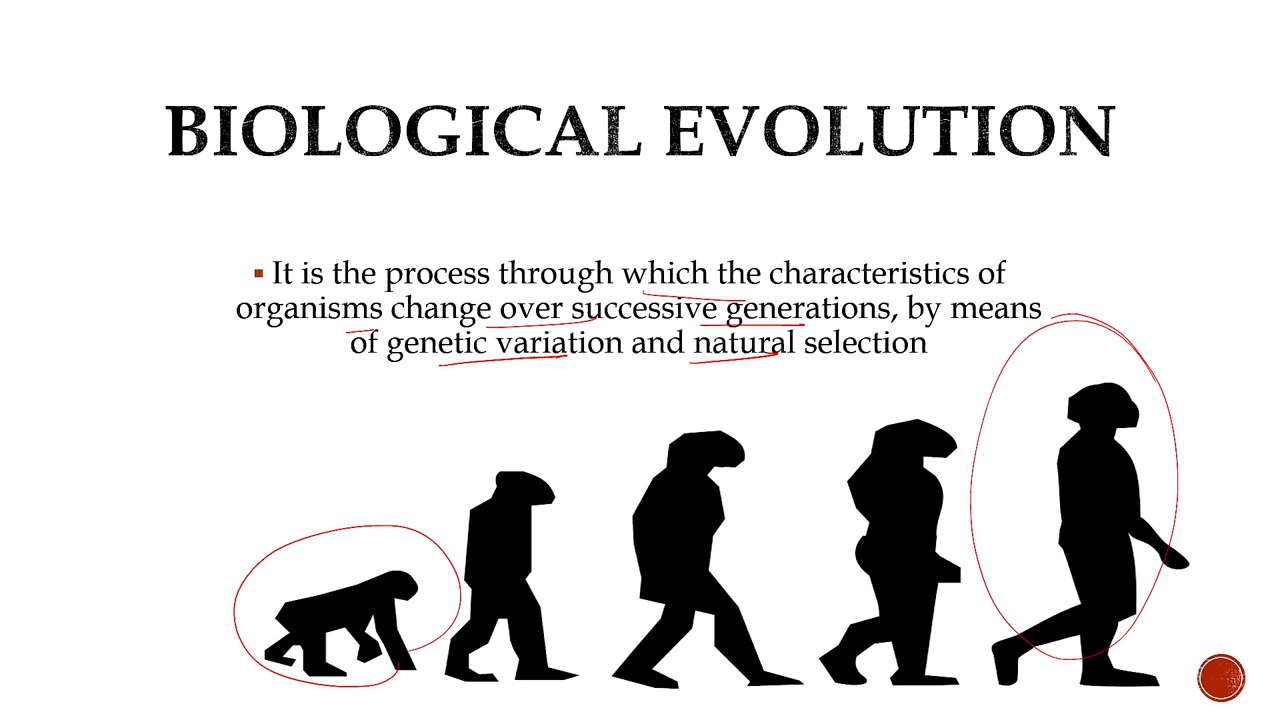 BIOLOGICAL EVOLUTION
▪ It is the process through which the characteristics of
organisms change over successive generations, by means
of genetic variation and natural selection